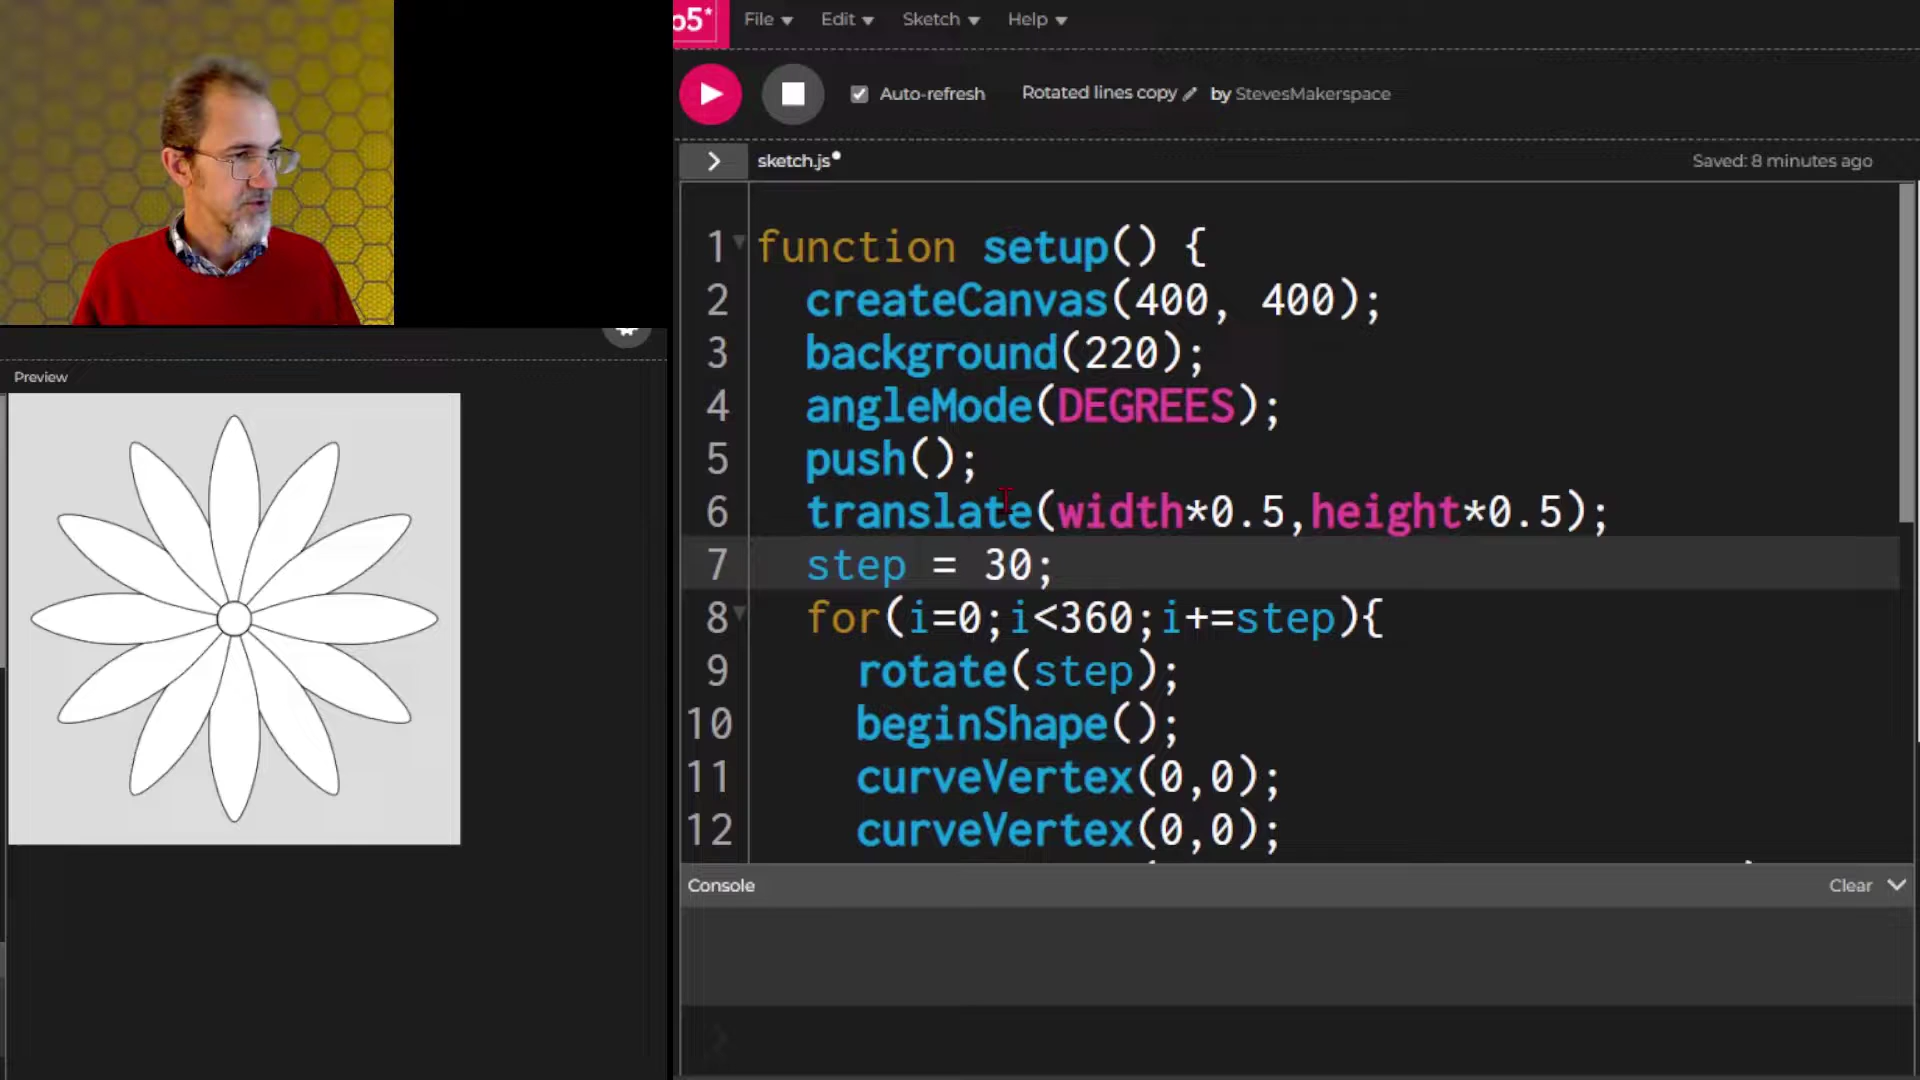 p5*
File
Edit
Sketch
Help
Auto-refresh
Rotated lines copy
by StevesMakerspace
sketch.js
Saved: 8 minutes ago
Preview
1 function setup() {
2 createCanvas(400, 400);
3 background(220);
4 angleMode(DEGREES);
5 push();
6 translate(width*0.5,height*0.5);
7 step = 30;
8 for(i=0;i<360;i+=step){
9 rotate(step);
10 beginShape();
11 curveVertex(0,0);
12 curveVertex(0,0);
Console
Clear